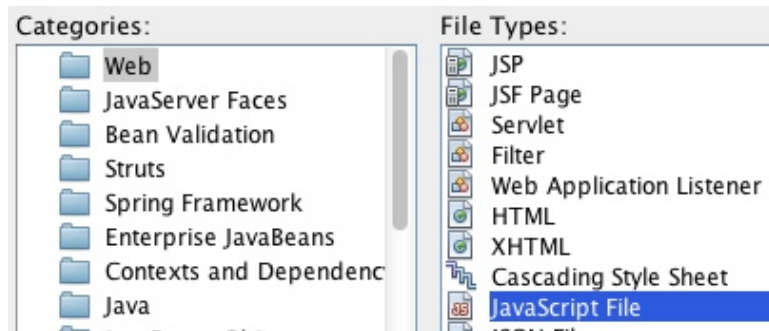 Categories:
Web
JavaServer Faces
Bean Validation
Struts
Spring Framework
Enterprise JavaBeans
Contexts and Dependenc
Java
File Types:
JSP
JSF Page
Servlet
Filter
Web Application Listener
HTML
XHTML
Cascading Style Sheet
JavaScript File